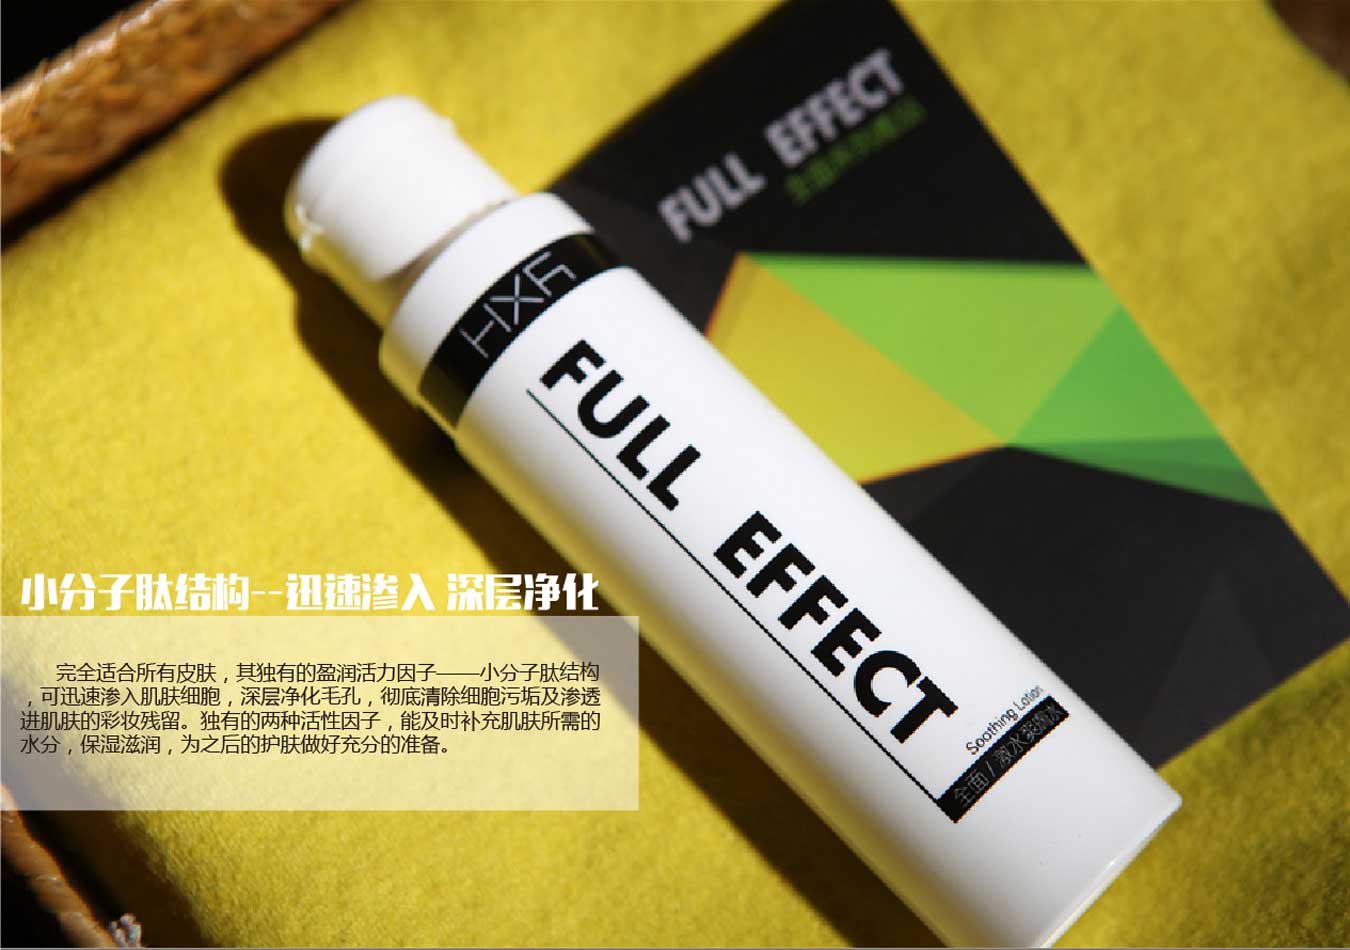 FULL EFFECT
HXR
FULL EFFECT
Soothing Lotion
小分子肽结构--迅速渗入 深层净化
完全适合所有皮肤，其独有的盈润活力因子——小分子肽结构
，可迅速渗入肌肤细胞，深层净化毛孔，彻底清除细胞污垢及渗透
进肌肤的彩妆残留。独有的两种活性因子，能及时补充肌肤所需的
水分，保湿滋润，为之后的护肤做好充分的准备。